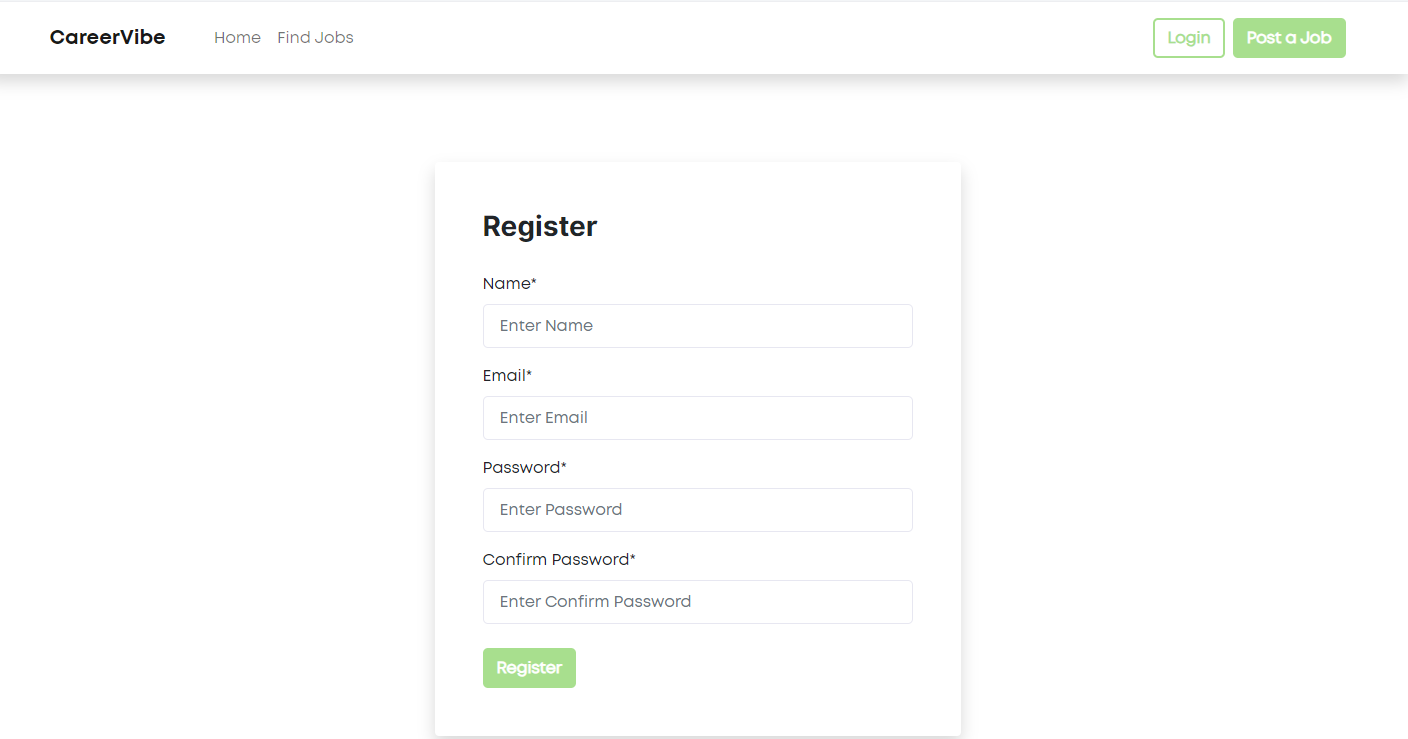 CareerVibe Home Find Jobs Login Post a Job
Register
Name*
Enter Name
Email*
Enter Email
Password*
Enter Password
Confirm Password*
Enter Confirm Password
Register